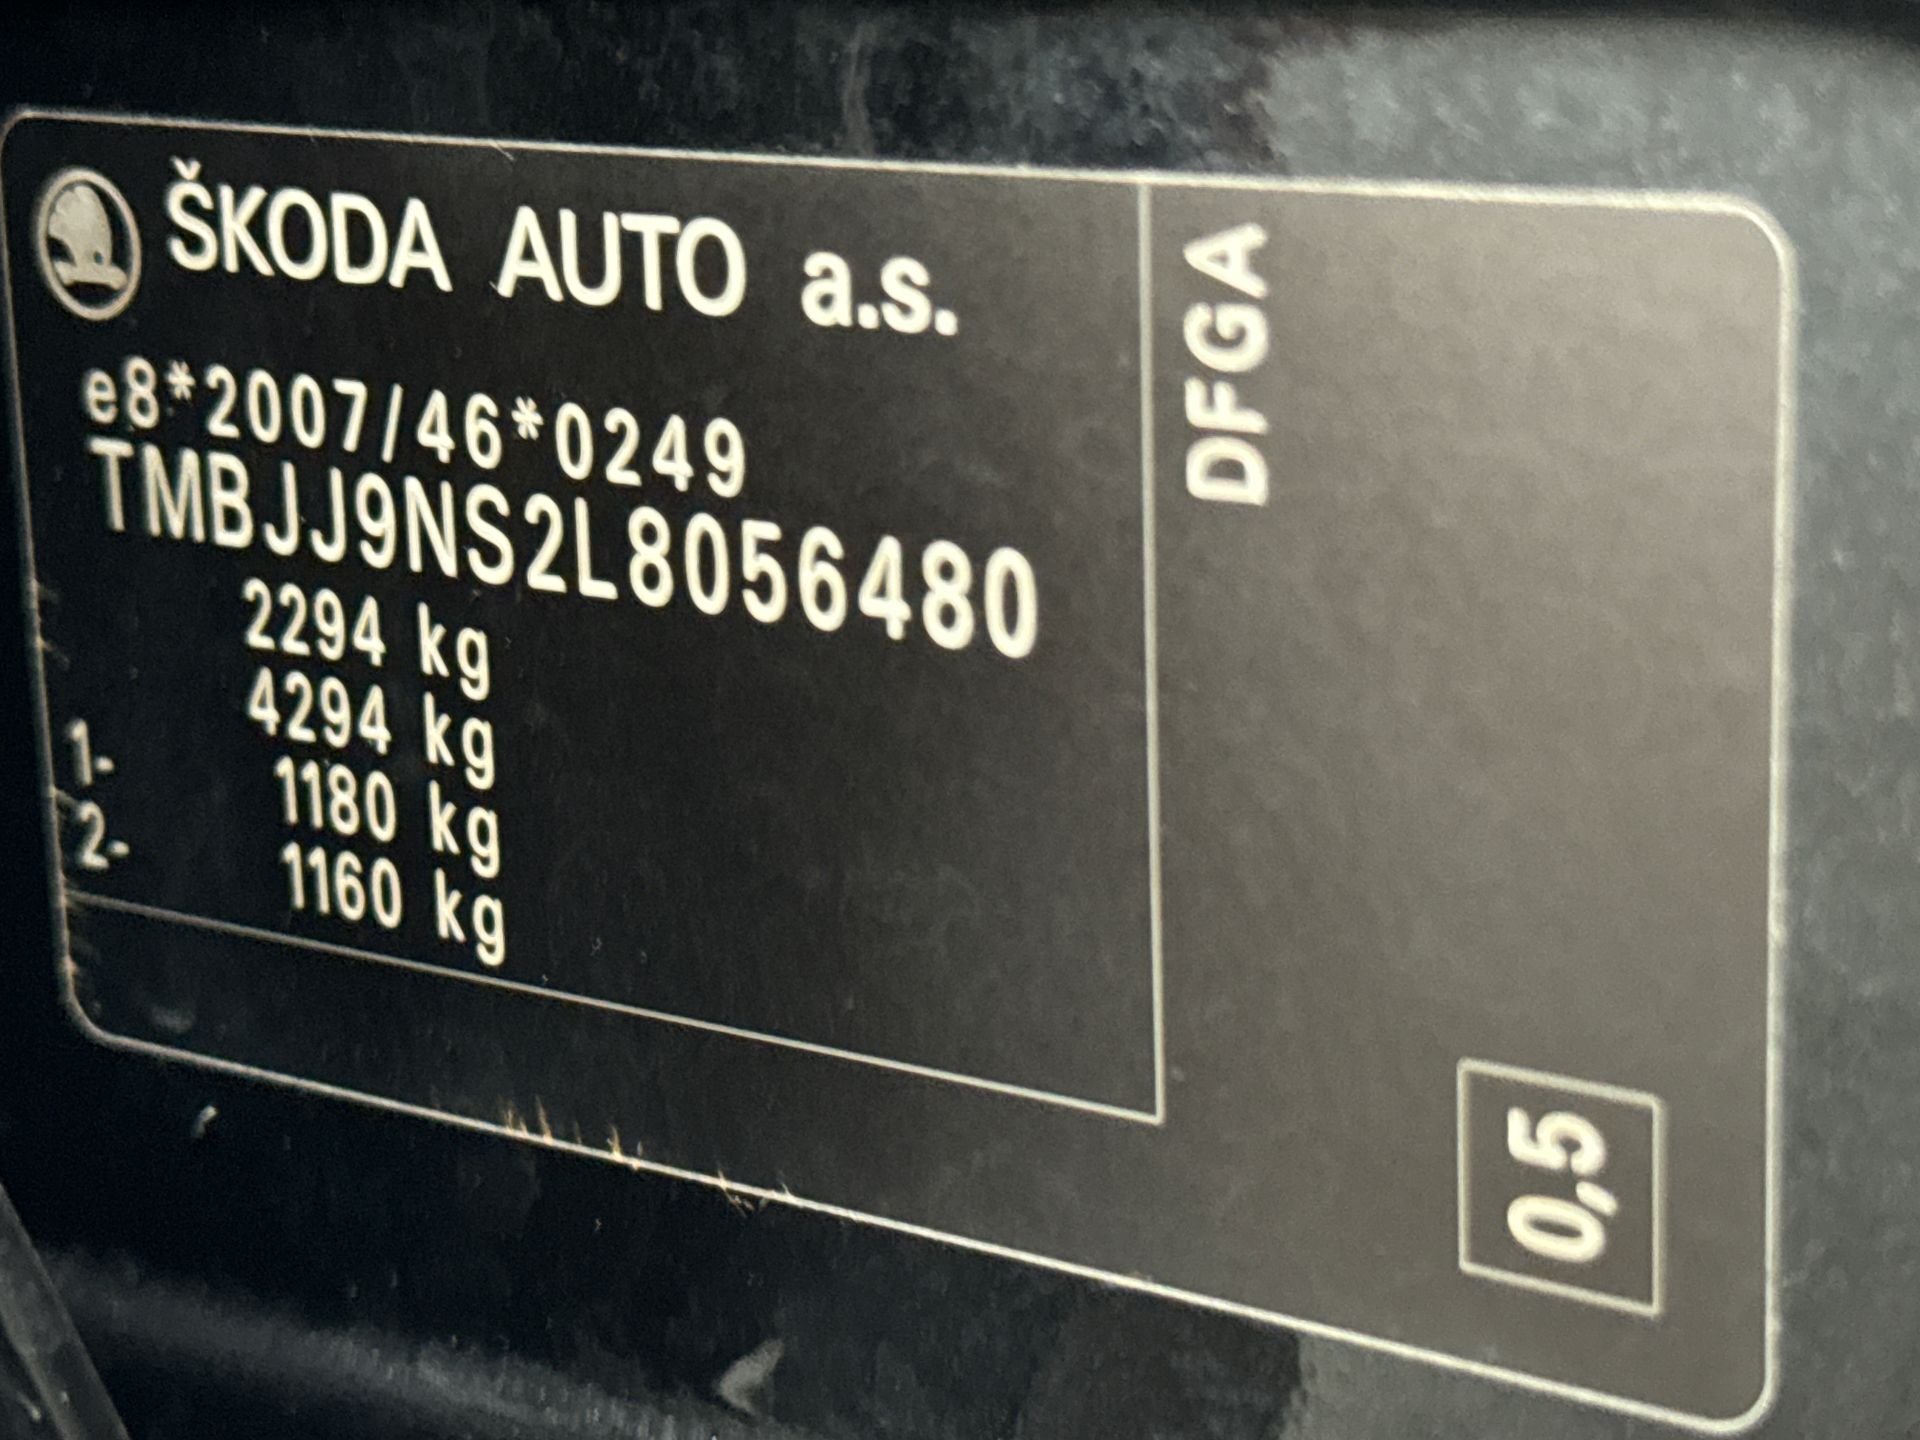 ŠKODA AUTO a.s.
e8*2007/46*0249
TMBJJ9NS2L8056480
2294 kg
4294 kg
1- 1180 kg
2- 1160 kg
DFGA
0,5